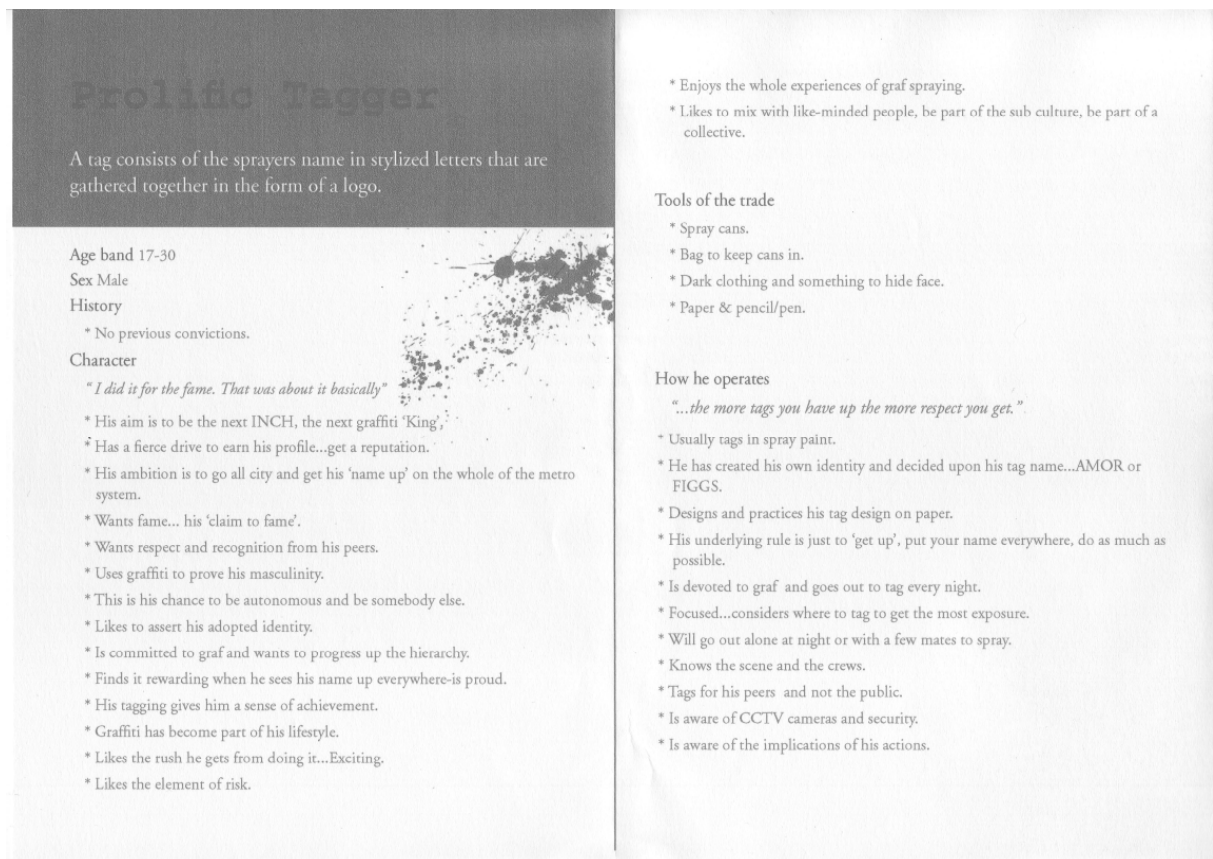 Prolific Tagger
A tag consists of the sprayers name in stylized letters that are
gathered together in the form of a logo.
Age band 17-30
Sex Male
History
* No previous convictions.
Character
“ I did it for the fame. That was about it basically”
* His aim is to be the next INCH, the next graffiti ‘King’,
* Has a fierce drive to earn his profile...get a reputation.
* His ambition is to go all city and get his ‘name up’ on the whole of the metro
system.
* Wants fame... his ‘claim to fame’.
* Wants respect and recognition from his peers.
* Uses graffiti to prove his masculinity.
* This is his chance to be autonomous and be somebody else.
* Likes to assert his adopted identity.
* Is committed to graf and wants to progress up the hierarchy.
* Finds it rewarding when he sees his name up everywhere-is proud.
* His tagging gives him a sense of achievement.
* Graffiti has become part of his lifestyle.
* Likes the rush he gets from doing it...Exciting.
* Likes the element of risk.
* Enjoys the whole experiences of graf spraying.
* Likes to mix with like-minded people, be part of the sub culture, be part of a
collective.
Tools of the trade
* Spray cans.
* Bag to keep cans in.
* Dark clothing and something to hide face.
* Paper & pencil/pen.
How he operates
“...the more tags you have up the more respect you get.”
* Usually tags in spray paint.
* He has created his own identity and decided upon his tag name...AMOR or
FIGGS.
* Designs and practices his tag design on paper.
* His underlying rule is just to ‘get up’, put your name everywhere, do as much as
possible.
* Is devoted to graf and goes out to tag every night.
* Focused...considers where to tag to get the most exposure.
* Will go out alone at night or with a few mates to spray.
* Knows the scene and the crews.
* Tags for his peers and not the public.
* Is aware of CCTV cameras and security.
* Is aware of the implications of his actions.